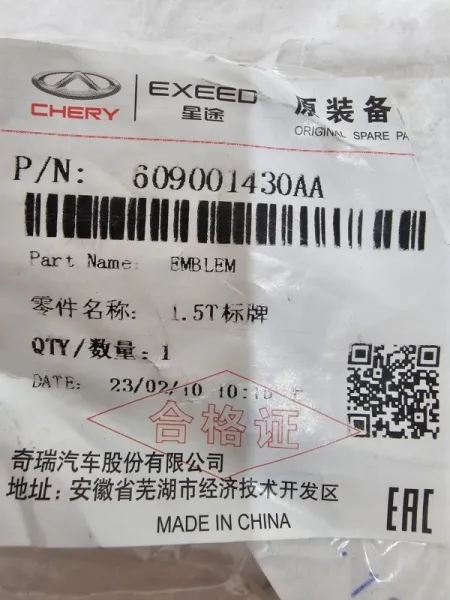 CHERY
EXEED
星途
原装备
ORIGINAL SPARE PA
P/N: 609001430AA
Part Name: EMBLEM
零件名称: 1.5T标牌
QTY/数量: 1
DATE: 23/02/10
合格证
奇瑞汽车股份有限公司
地址: 安徽省芜湖市经济技术开发区
MADE IN CHINA
EAC